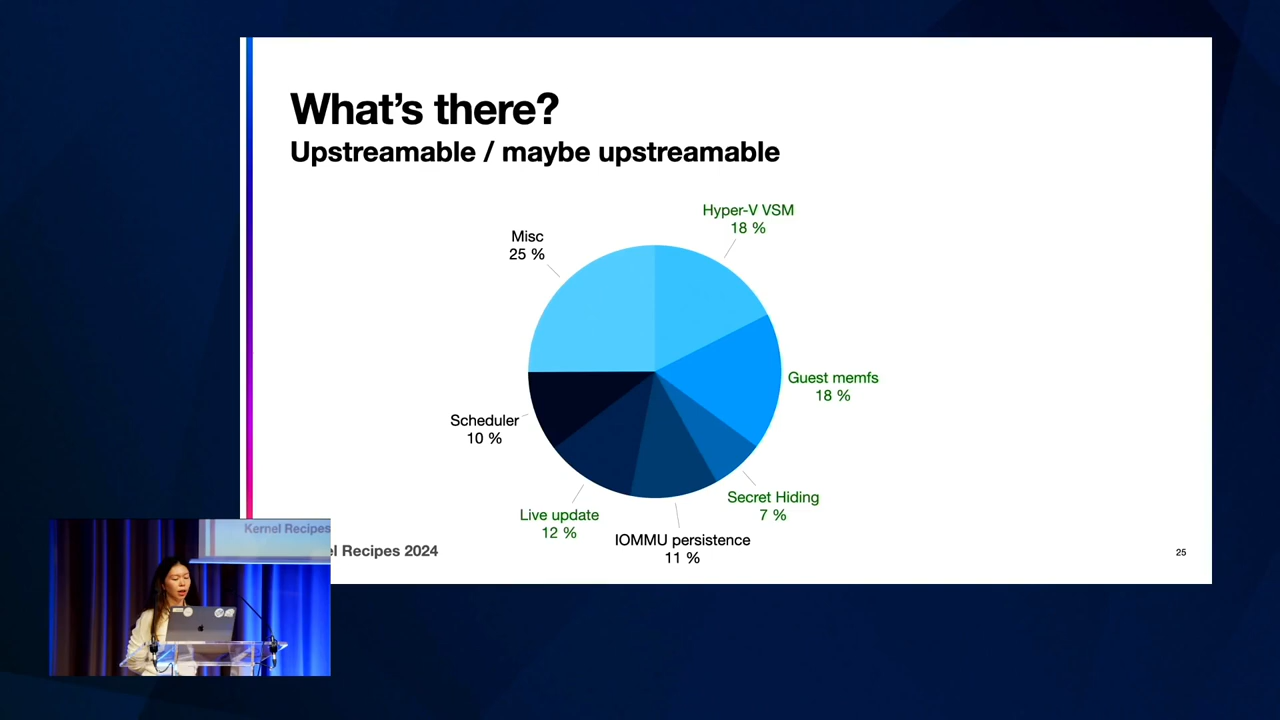 What's there?
Upstreamable / maybe upstreamable
Hyper-V VSM
18 %
Misc
25 %
Guest memfs
18 %
Scheduler
10 %
Secret Hiding
7 %
Live update
12 %
IOMMU persistence
11 %
Kernel Recipes
Recipes 2024
25